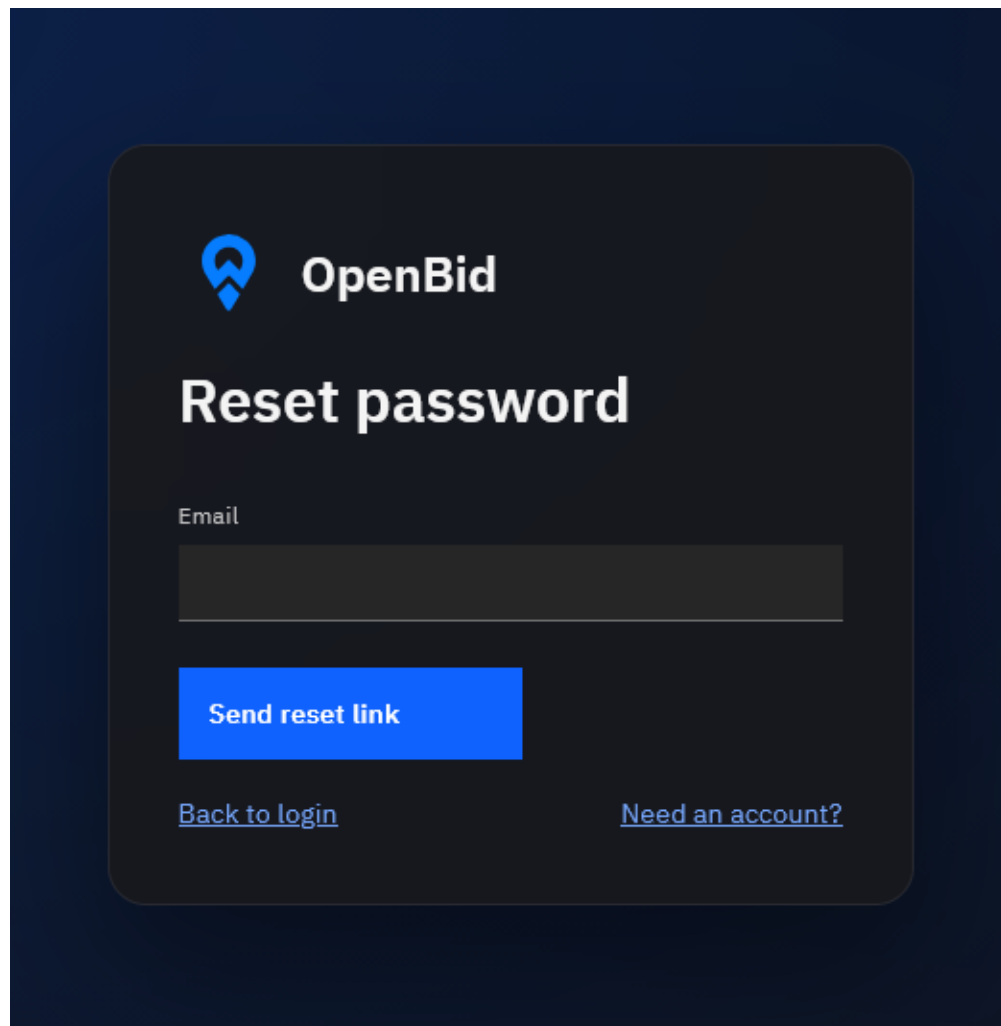 OpenBid
Reset password
Email
Send reset link
Back to login
Need an account?